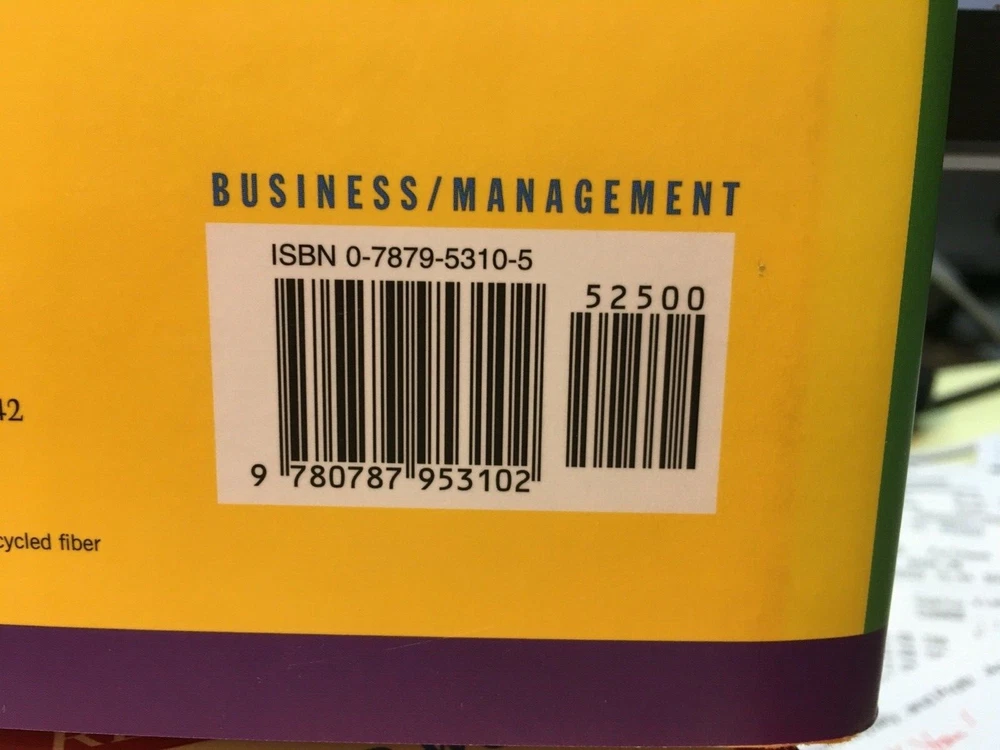 BUSINESS/MANAGEMENT
ISBN 0-7879-5310-5
52500
9 780787 953102
42
cycled fiber